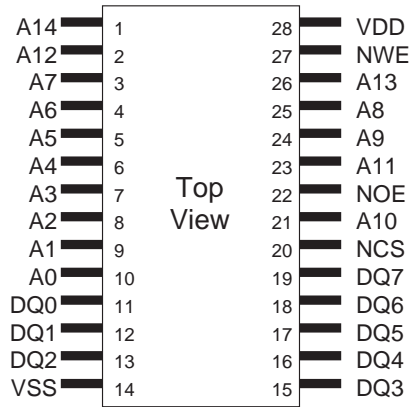 A14 1 28 VDD
A12 2 27 NWE
A7 3 26 A13
A6 4 25 A8
A5 5 24 A9
A4 6 23 A11
A3 7 Top 22 NOE
A2 8 View 21 A10
A1 9 20 NCS
A0 10 19 DQ7
DQ0 11 18 DQ6
DQ1 12 17 DQ5
DQ2 13 16 DQ4
VSS 14 15 DQ3